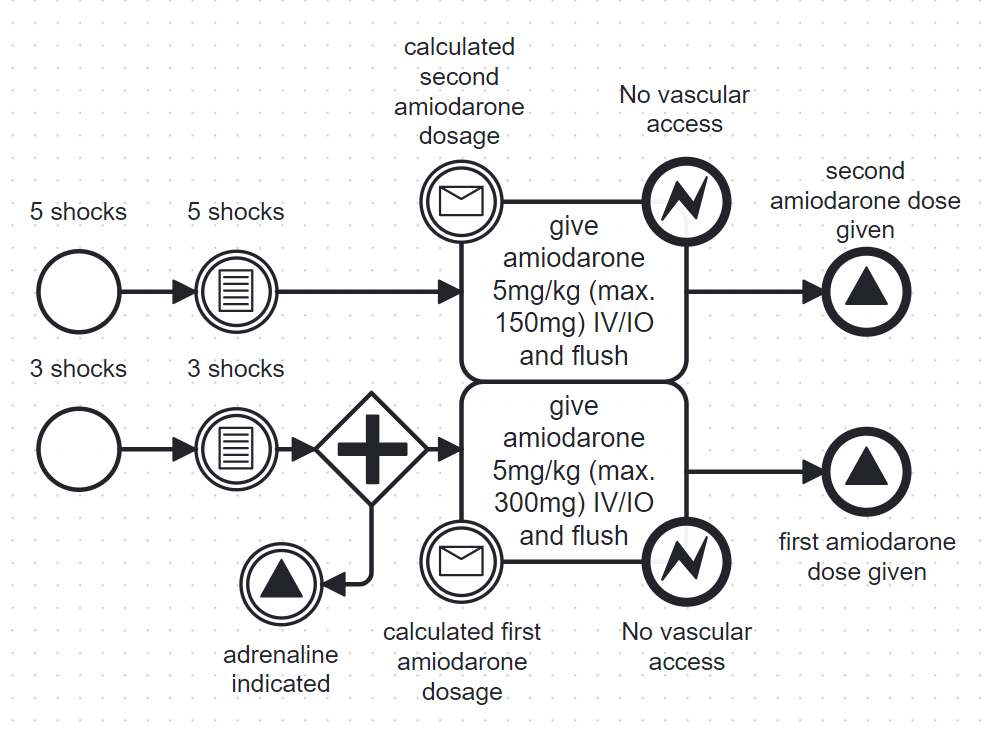 calculated
second
amiodarone
dosage
No vascular
access
second
amiodarone dose
given
5 shocks
5 shocks
give
amiodarone
5mg/kg (max.
150mg) IV/IO
and flush
3 shocks
3 shocks
give
amiodarone
5mg/kg (max.
300mg) IV/IO
and flush
first amiodarone
dose given
adrenaline
indicated
calculated first
amiodarone
dosage
No vascular
access